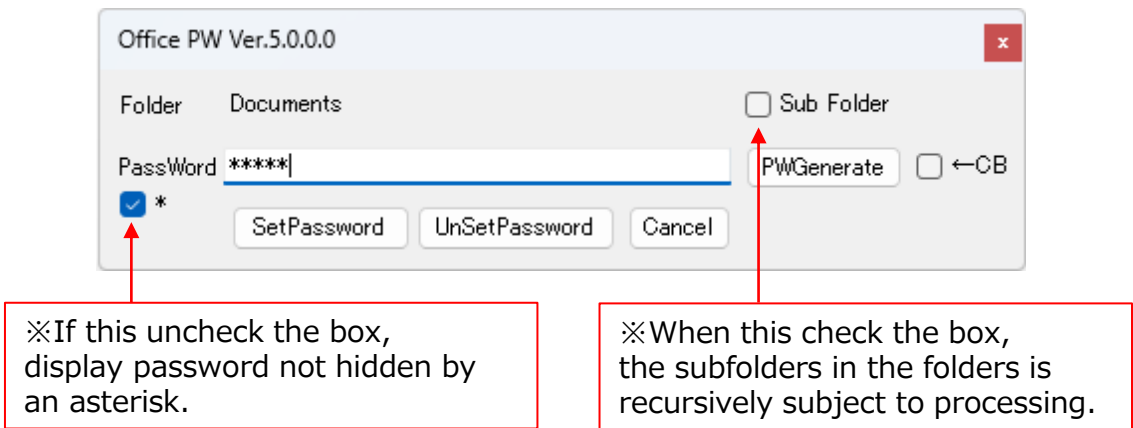 Office PW Ver.5.0.0.0
x
Folder Documents Sub Folder
PassWord ***** PWGenerate ←CB
*
SetPassword UnSetPassword Cancel
※If this uncheck the box,
display password not hidden by
an asterisk.
※When this check the box,
the subfolders in the folders is
recursively subject to processing.